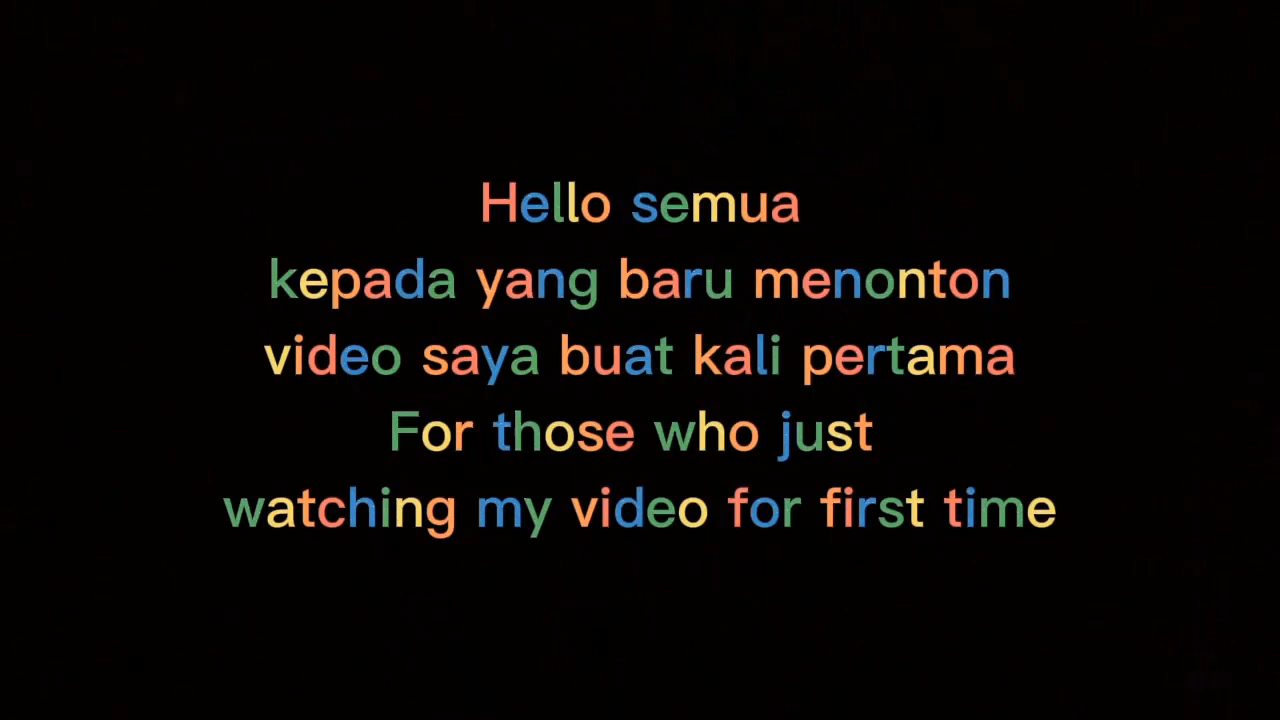 Hello semua
kepada yang baru menonton
video saya buat kali pertama
For those who just
watching my video for first time